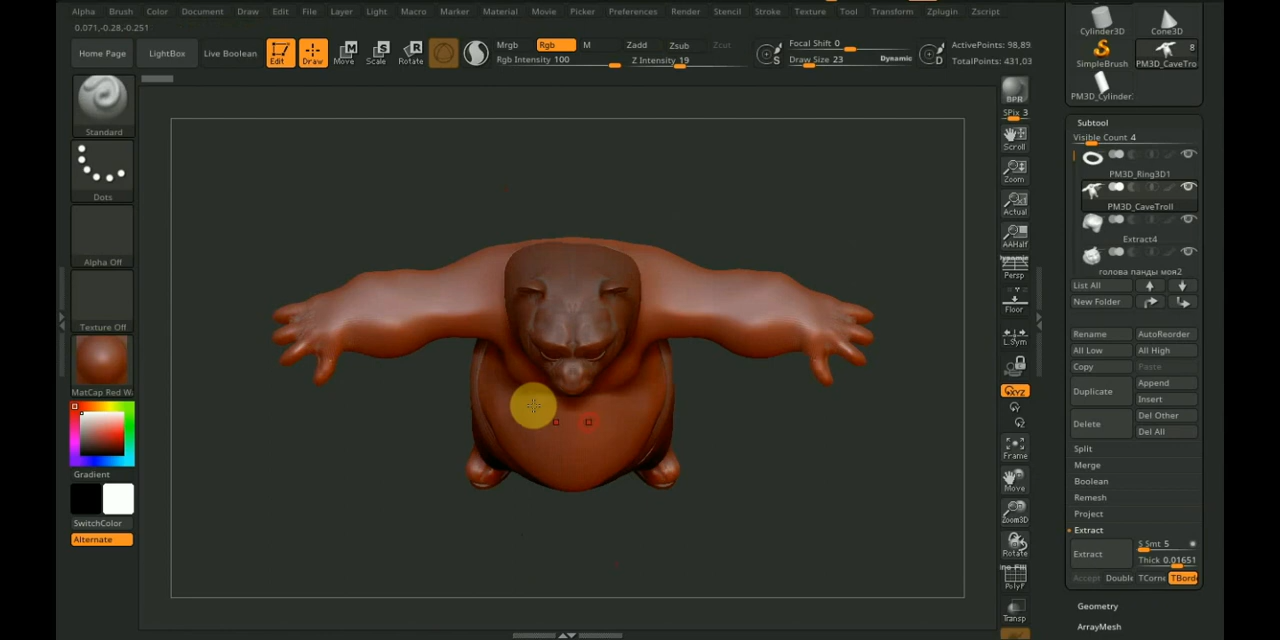 Alpha Brush Color Document Draw Edit File Layer Light Macro Marker Material Movie Picker Preferences Render Stencil Stroke Texture Tool Transform Zplugin Zscript
0.071,-0.28,-0.251
Home Page LightBox Live Boolean Edit Draw Move Scale Rotate
Mrgb Rgb M Zadd Zsub Zcut
Rgb Intensity 100 Z Intensity 19
S Focal Shift 0
Draw Size 23 Dynamic D
ActivePoints: 98,89
TotalPoints: 431,03
Standard
Dots
Alpha Off
Texture Off
MatCap Red Wa
Gradient
SwitchColor
Alternate
BPR
SPix 3
Scroll
Zoom
Actual
AAHalf
Dynamic
Persp
Floor
L.Sym
XYZ
Frame
Move
Zoom3D
Rotate
PolyF
Transp
Cylinder3D Cone3D
8
SimpleBrush PM3D_CaveTro
PM3D_Cylinder
Subtool
Visible Count 4
PM3D_Ring3D1
PM3D_CaveTroll
Extract4
голова панды моя2
List All
New Folder
Rename AutoReorder
All Low All High
Copy Paste
Duplicate Append
Insert
Delete Del Other
Del All
Split
Merge
Boolean
Remesh
Project
Extract
Extract S Smt 5
Thick 0.01651
Accept Double TCorne TBorde
Geometry
ArrayMesh